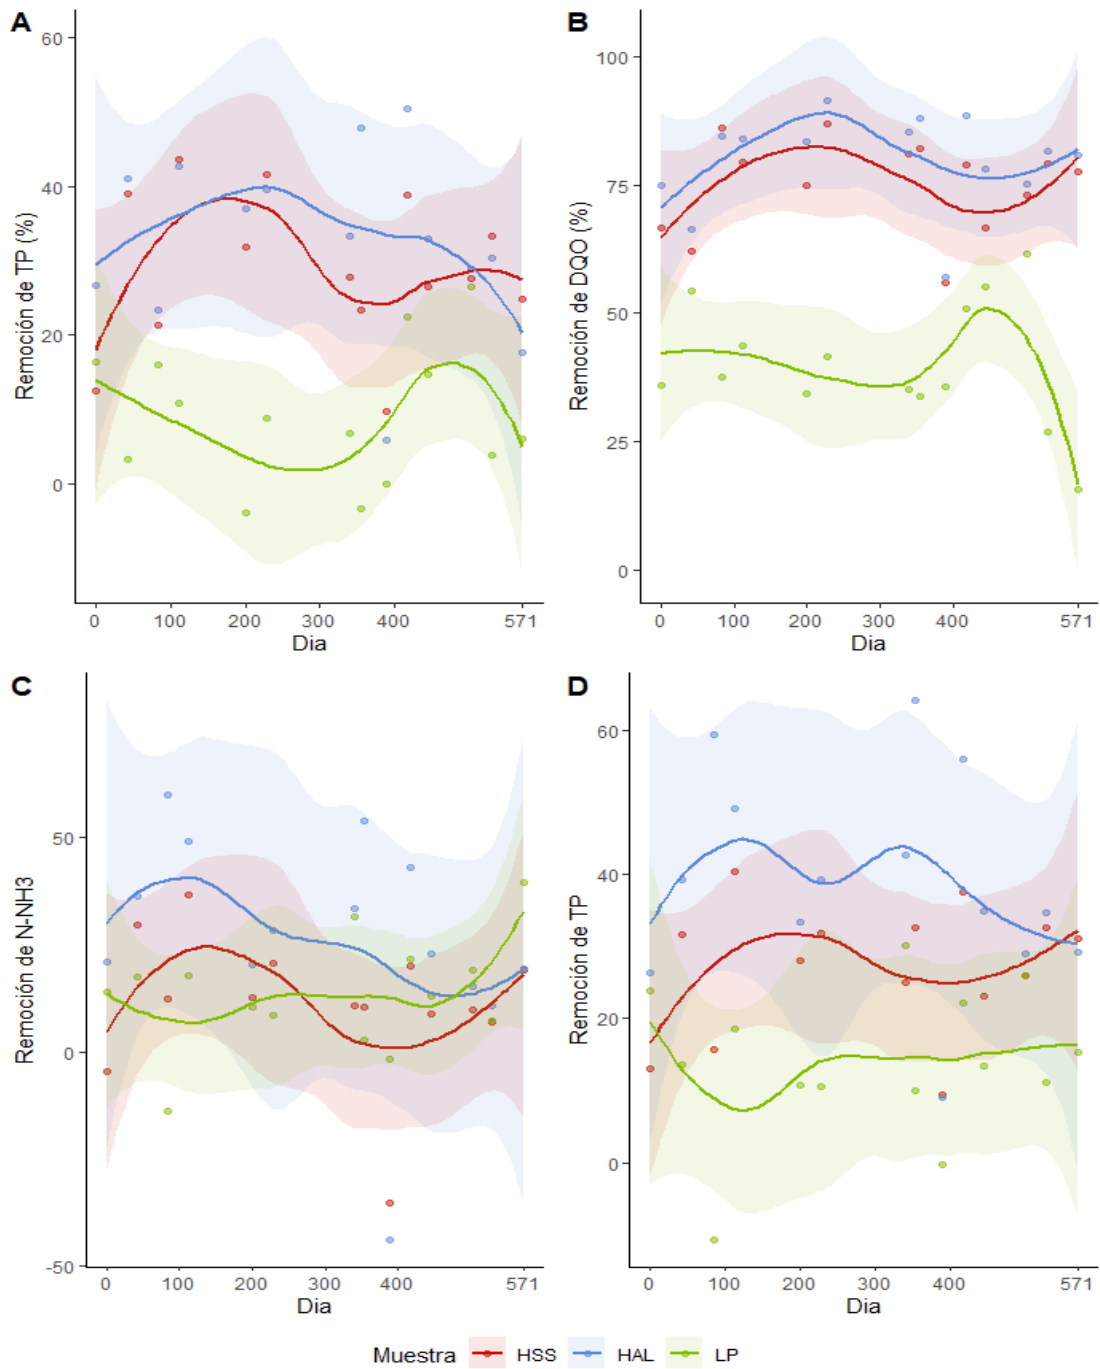 A
Remoción de TP (%)
60
40
20
0
0 100 200 300 400 571
Dia
B
Remoción de DQO (%)
100
75
50
25
0
0 100 200 300 400 571
Dia
C
Remoción de N-NH3
50
0
-50
0 100 200 300 400 571
Dia
D
Remoción de TP
60
40
20
0
0 100 200 300 400 571
Dia
Muestra HSS HAL LP